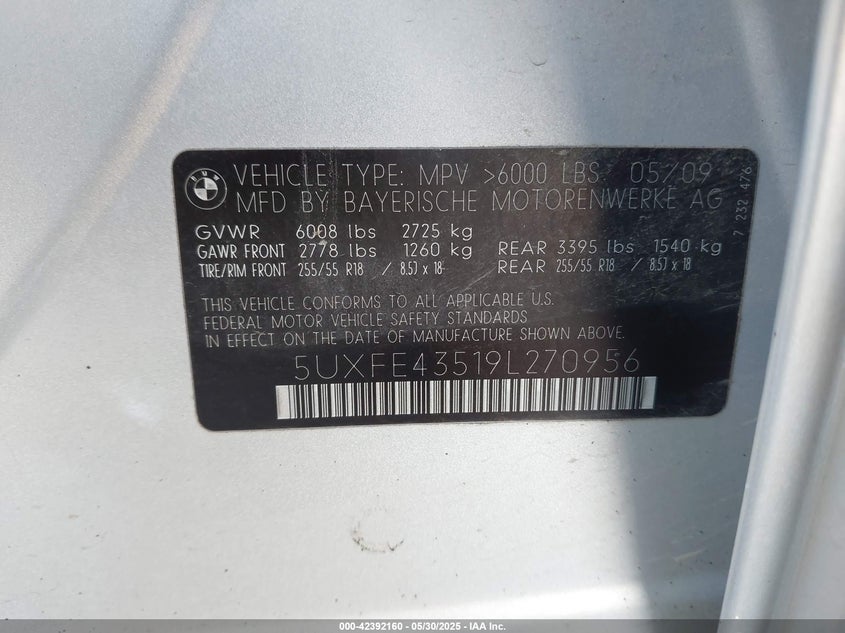 BMW
VEHICLE TYPE: MPV >6000 LBS 05/09
MFD BY BAYERISCHE MOTORENWERKE AG
GVWR 6008 lbs 2725 kg
GAWR FRONT 2778 lbs 1260 kg REAR 3395 lbs 1540 kg
TIRE/RIM FRONT 255/55 R18 / 8.5J x 18 REAR 255/55 R18 / 8.5J x 18
7 232 476
THIS VEHICLE CONFORMS TO ALL APPLICABLE U.S.
FEDERAL MOTOR VEHICLE SAFETY STANDARDS
IN EFFECT ON THE DATE OF MANUFACTURE SHOWN ABOVE.
5UXFE43519L270956
000-42392160 - 05/30/2025 - IAA Inc.